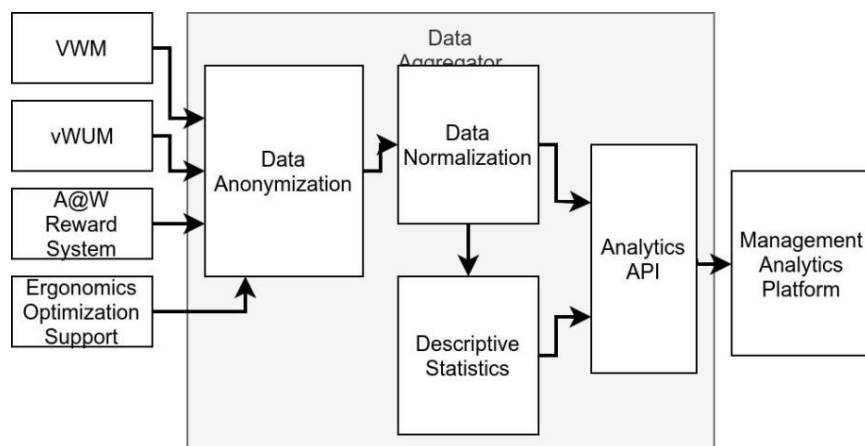 VWM
vWUM
A@W
Reward
System
Ergonomics
Optimization
Support
Data
Aggregator
Data
Anonymization
Data
Normalization
Descriptive
Statistics
Analytics
API
Management
Analytics
Platform